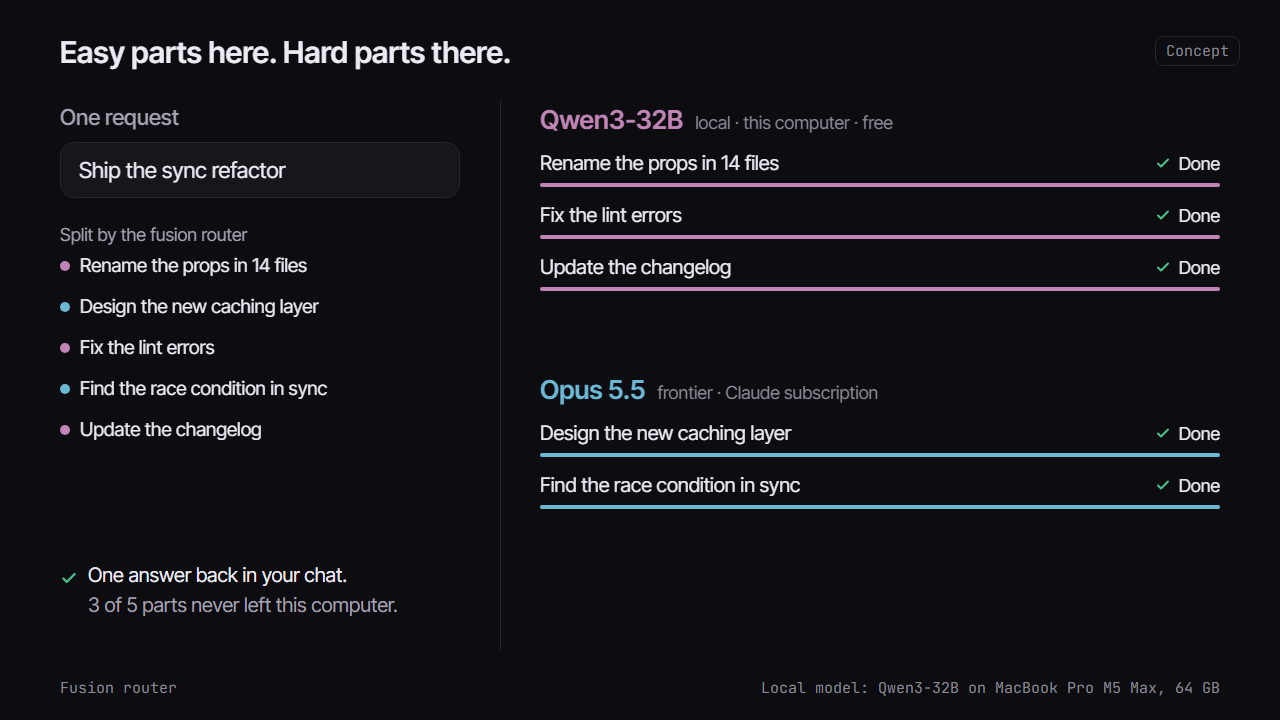 Easy parts here. Hard parts there.
Concept
One request
Ship the sync refactor
Split by the fusion router
Rename the props in 14 files
Design the new caching layer
Fix the lint errors
Find the race condition in sync
Update the changelog
One answer back in your chat.
3 of 5 parts never left this computer.
Qwen3-32B local · this computer · free
Rename the props in 14 files Done
Fix the lint errors Done
Update the changelog Done
Opus 5.5 frontier · Claude subscription
Design the new caching layer Done
Find the race condition in sync Done
Fusion router
Local model: Qwen3-32B on MacBook Pro M5 Max, 64 GB